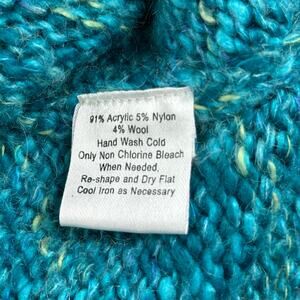 91% Acrylic 5% Nylon
4% Wool
Hand Wash Cold
Only Non Chlorine Bleach
When Needed,
Re-shape and Dry Flat
Cool Iron as Necessary